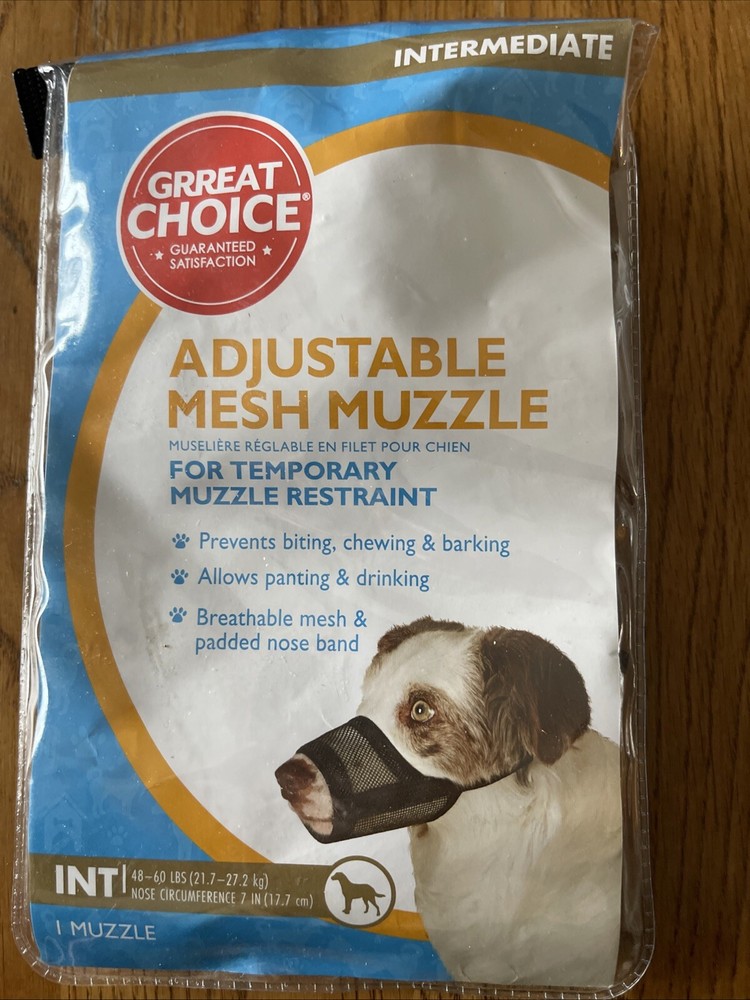 INTERMEDIATE
GRREAT
CHOICE®
GUARANTEED
SATISFACTION
ADJUSTABLE
MESH MUZZLE
MUSELIÈRE RÉGLABLE EN FILET POUR CHIEN
FOR TEMPORARY
MUZZLE RESTRAINT
Prevents biting, chewing & barking
Allows panting & drinking
Breathable mesh &
padded nose band
INT
48–60 LBS (21.7–27.2 kg)
NOSE CIRCUMFERENCE 7 IN (17.7 cm)
1 MUZZLE